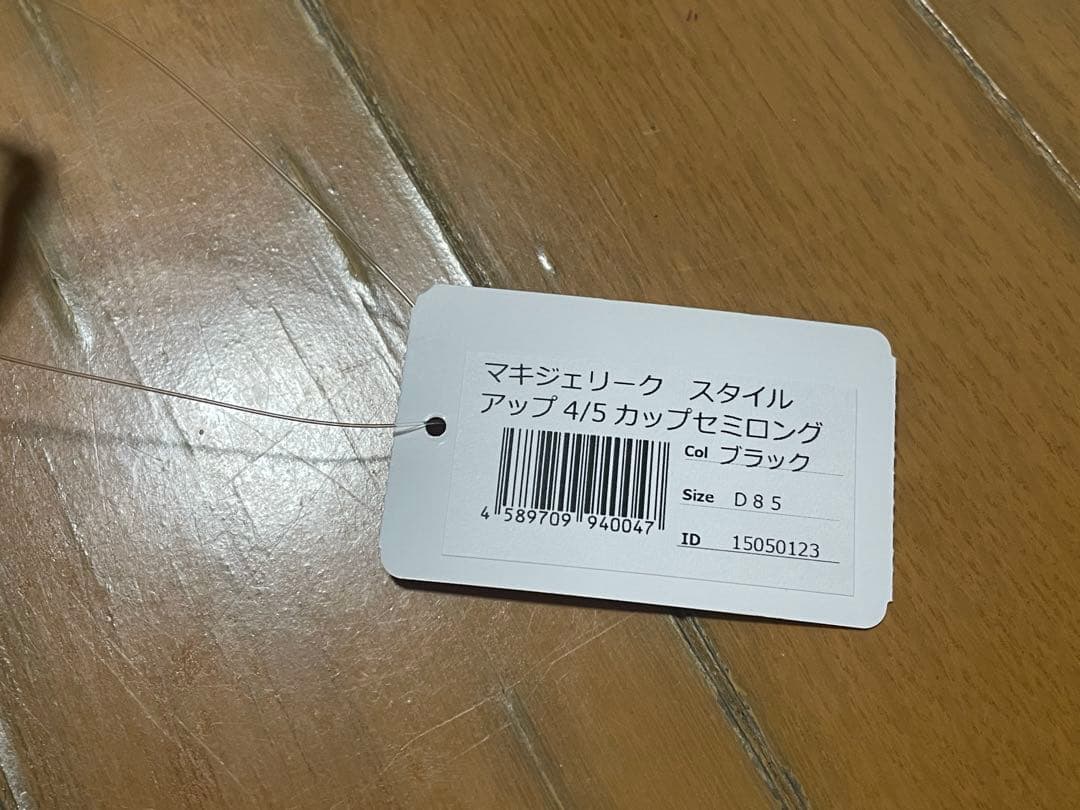 マキジェリーク　スタイル
アップ 4/5 カップセミロング
Col ブラック
Size Ｄ８５
ID 15050123
4 589709 940047